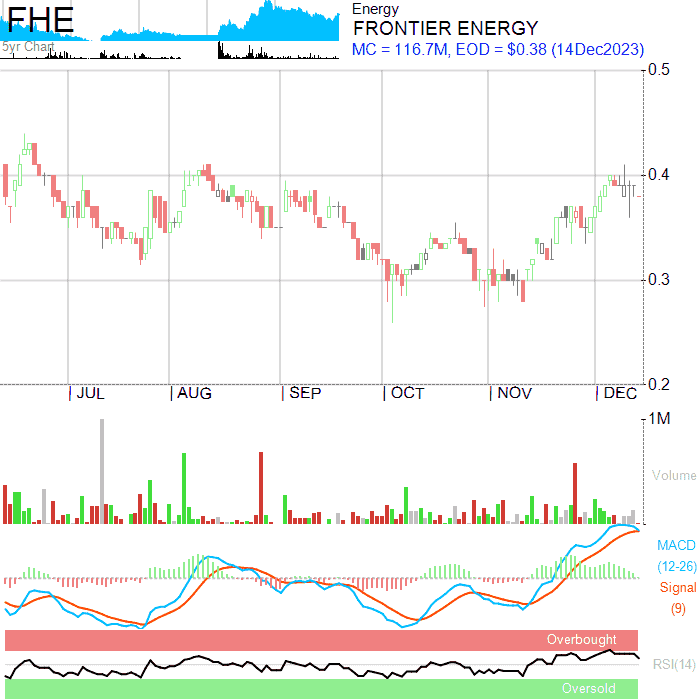 FHE
5yr Chart
Energy
FRONTIER ENERGY
MC = 116.7M, EOD = $0.38 (14Dec2023)
0.5
0.4
0.3
0.2
JUL AUG SEP OCT NOV DEC
1M
Volume
MACD
(12-26)
Signal
(9)
Overbought
RSI(14)
Oversold